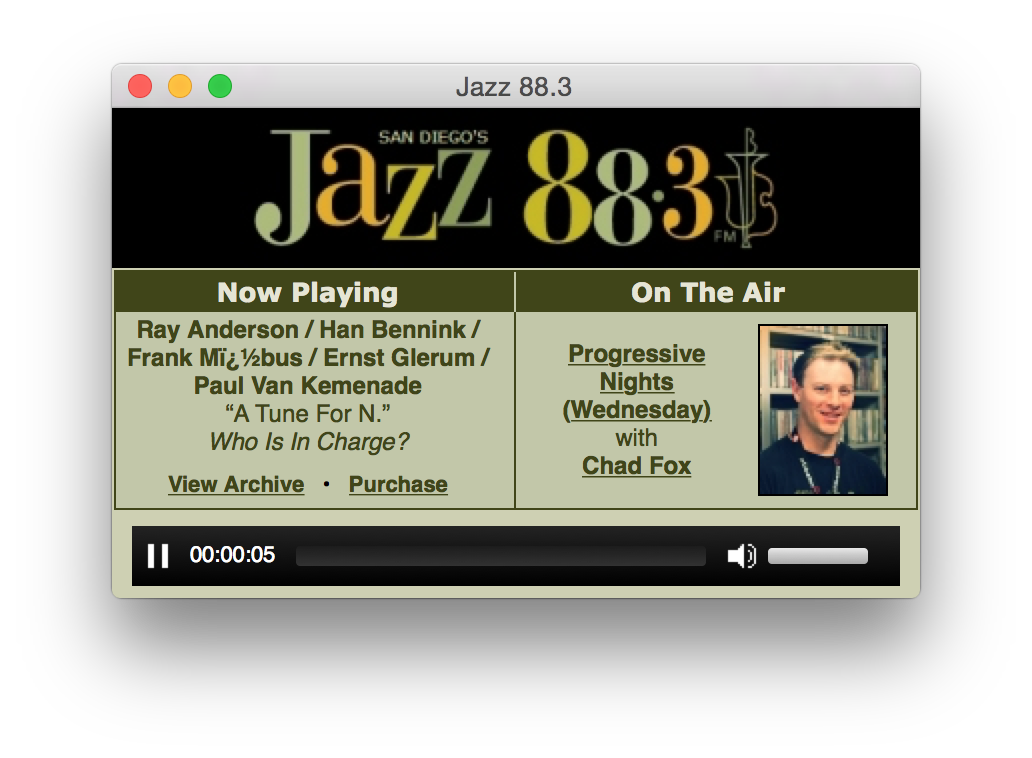 Jazz 88.3
SAN DIEGO'S
Jazz 88.3
FM
Now Playing
Ray Anderson / Han Bennink /
Frank Mï¿½bus / Ernst Glerum /
Paul Van Kemenade
“A Tune For N.”
Who Is In Charge?
View Archive • Purchase
On The Air
Progressive
Nights
(Wednesday)
with
Chad Fox
00:00:05